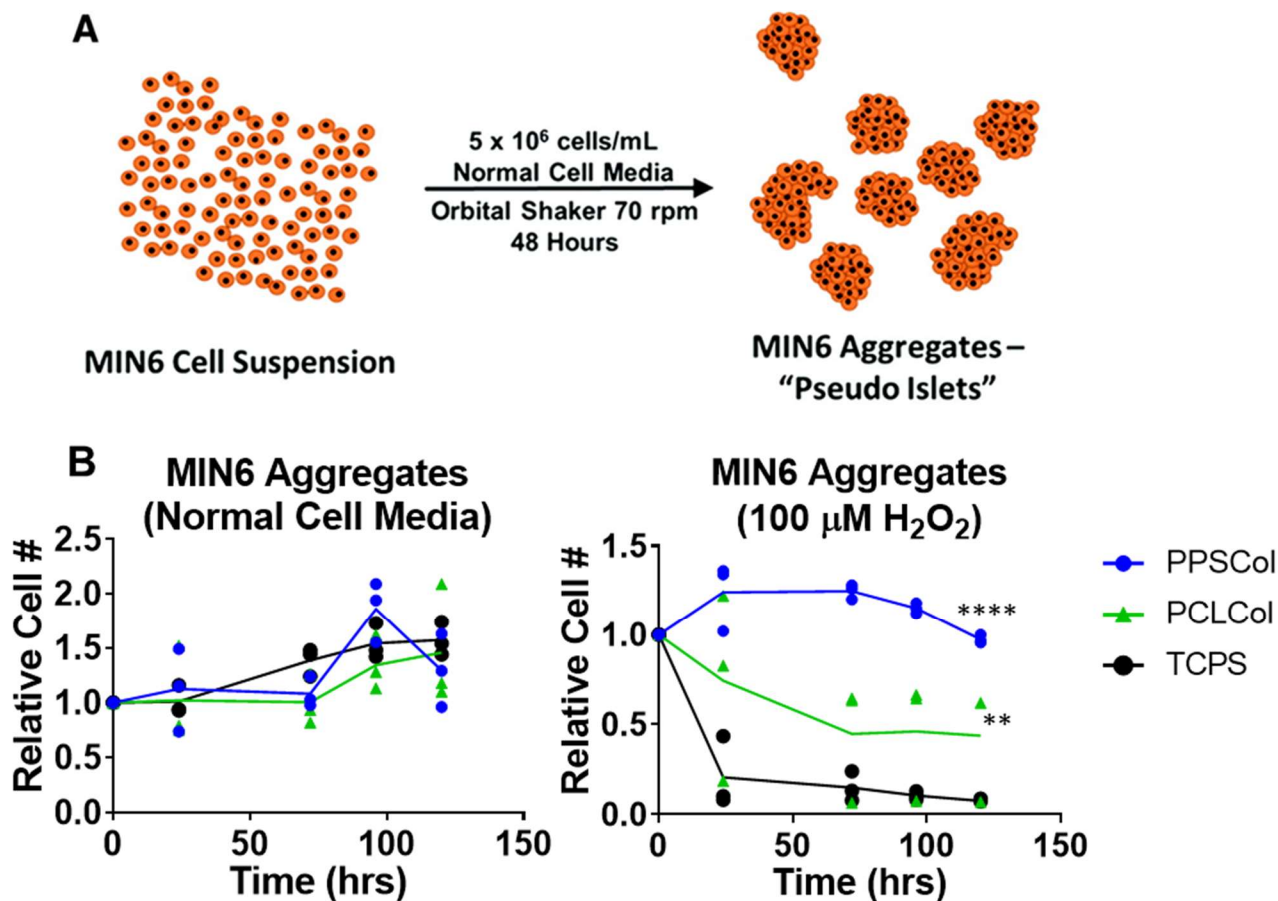 A
5 x 10⁶ cells/mL
Normal Cell Media
Orbital Shaker 70 rpm
48 Hours
MIN6 Cell Suspension
MIN6 Aggregates –
“Pseudo Islets”
B
MIN6 Aggregates
(Normal Cell Media)
Relative Cell #
2.5
2.0
1.5
1.0
0.5
0.0
0 50 100 150
Time (hrs)
MIN6 Aggregates
(100 μM H₂O₂)
Relative Cell #
1.5
1.0
0.5
0.0
****
**
0 50 100 150
Time (hrs)
PPSCol
PCLCol
TCPS